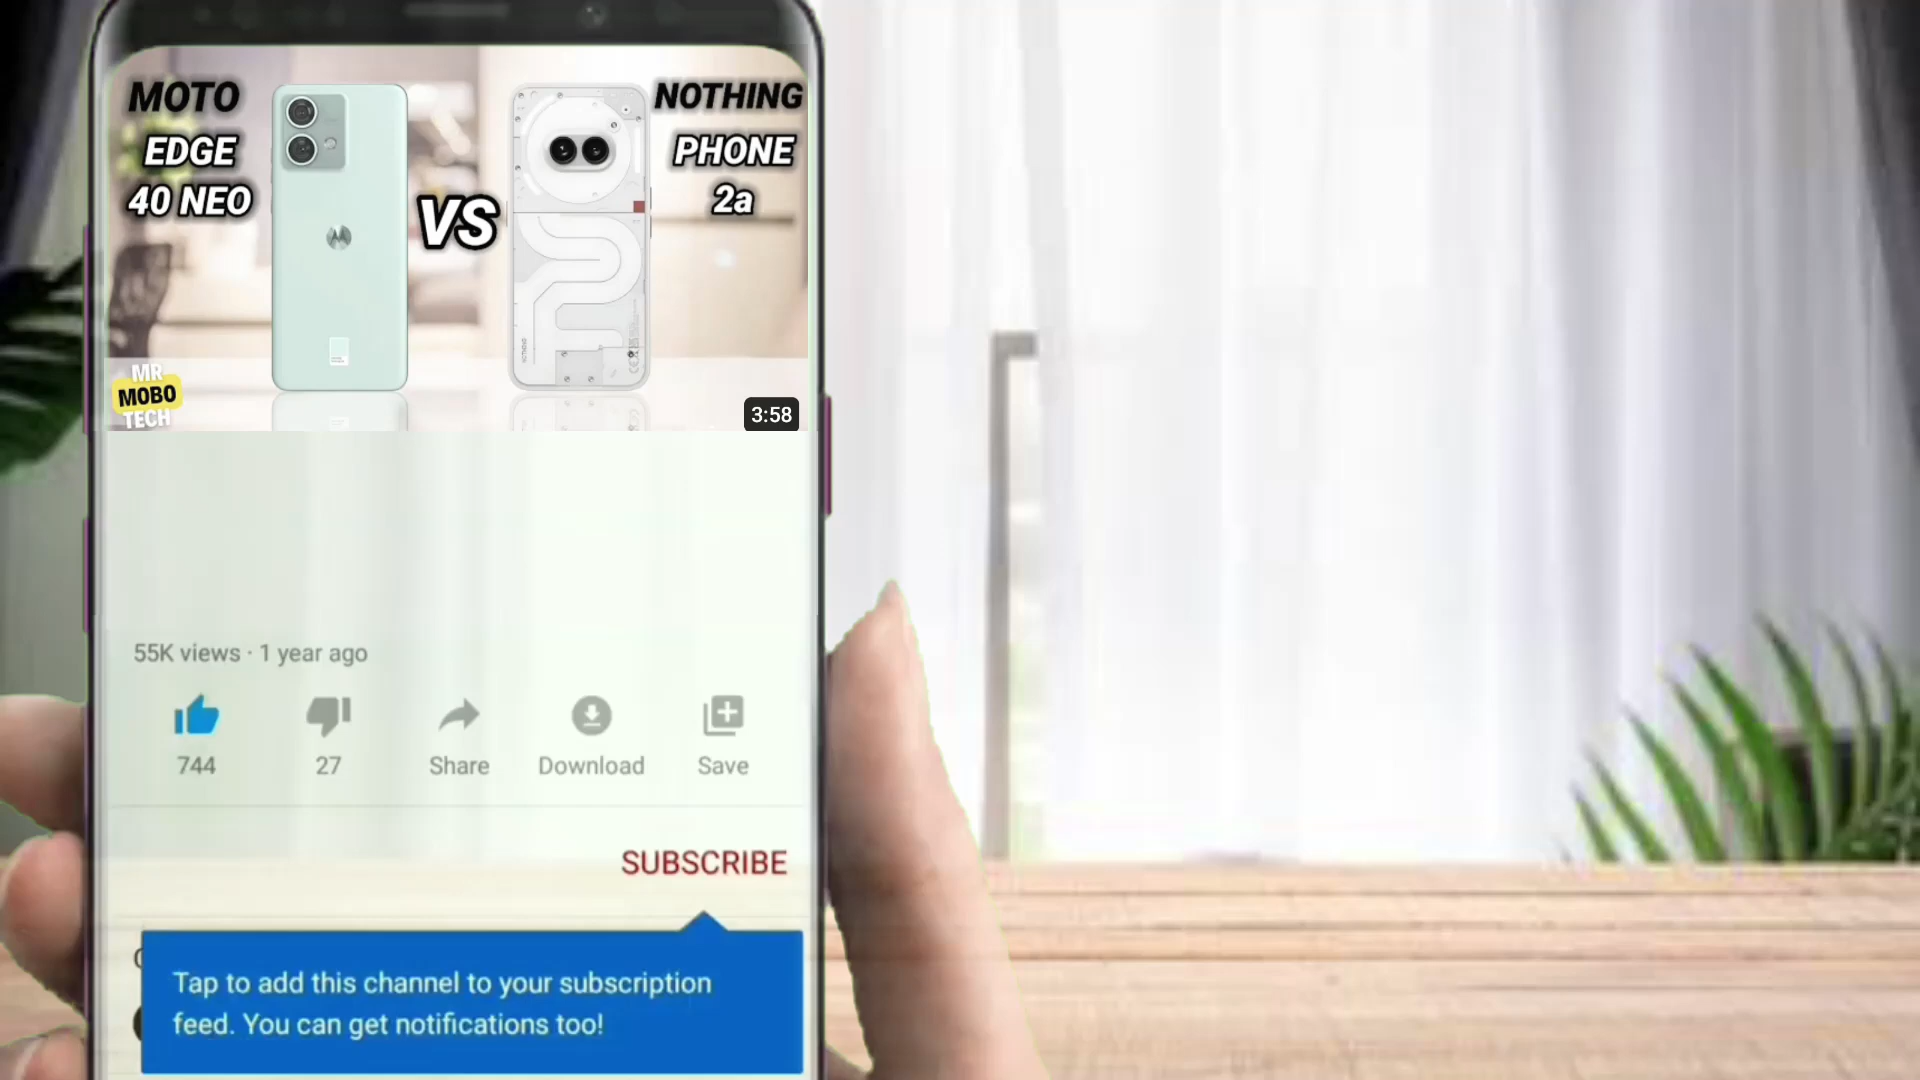 MOTO
EDGE
40 NEO
VS
NOTHING
PHONE
2a
MR
MOBO
TECH
3:58
55K views · 1 year ago
744
27
Share
Download
Save
SUBSCRIBE
Tap to add this channel to your subscription
feed. You can get notifications too!